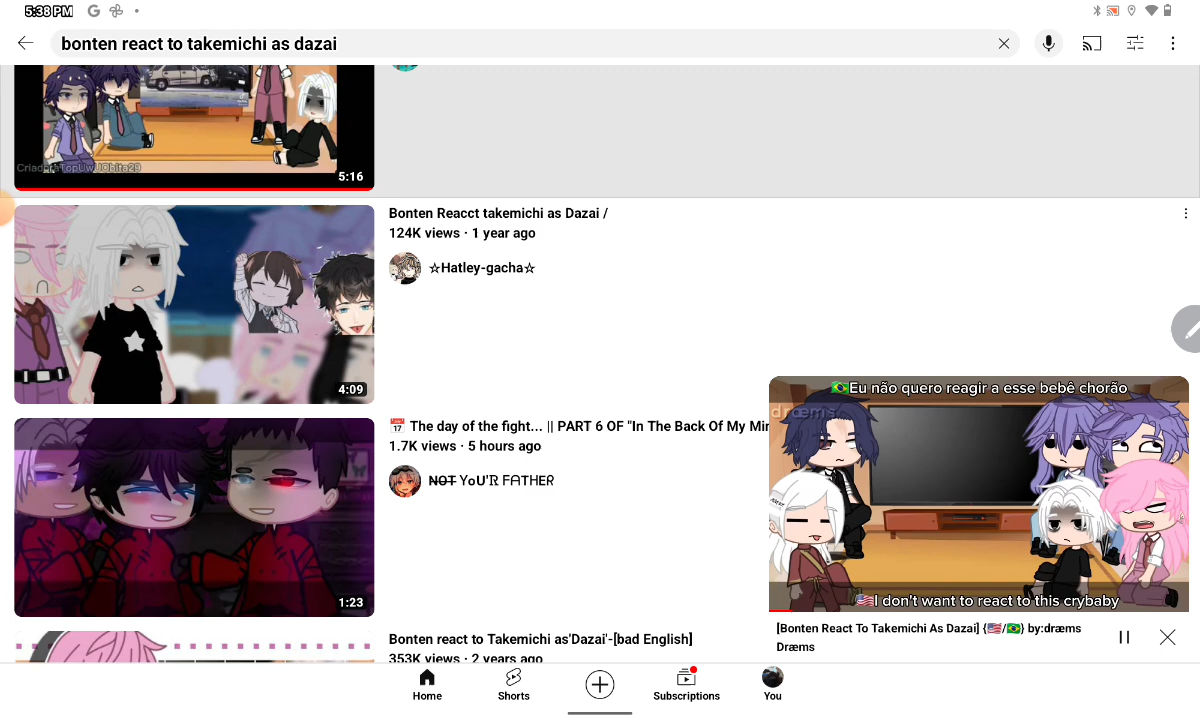 5:38 PM
bonten react to takemichi as dazai
CriadoraTopUwUObita29
5:16
Bonten Reacct takemichi as Dazai /
124K views · 1 year ago
☆Hatley-gacha☆
4:09
📅 The day of the fight... || PART 6 OF "In The Back Of My Min
1.7K views · 5 hours ago
N̶O̶T̶ YoU'ℝ FATHER
1:23
Bonten react to Takemichi as'Dazai'-[bad English]
353K views · 2 years ago
🇧🇷Eu não quero reagir a esse bebê chorão
dræms
🇺🇸I don't want to react to this crybaby
[Bonten React To Takemichi As Dazai] {🇺🇸/🇧🇷} by:dræms
Dræms
Home
Shorts
Subscriptions
You